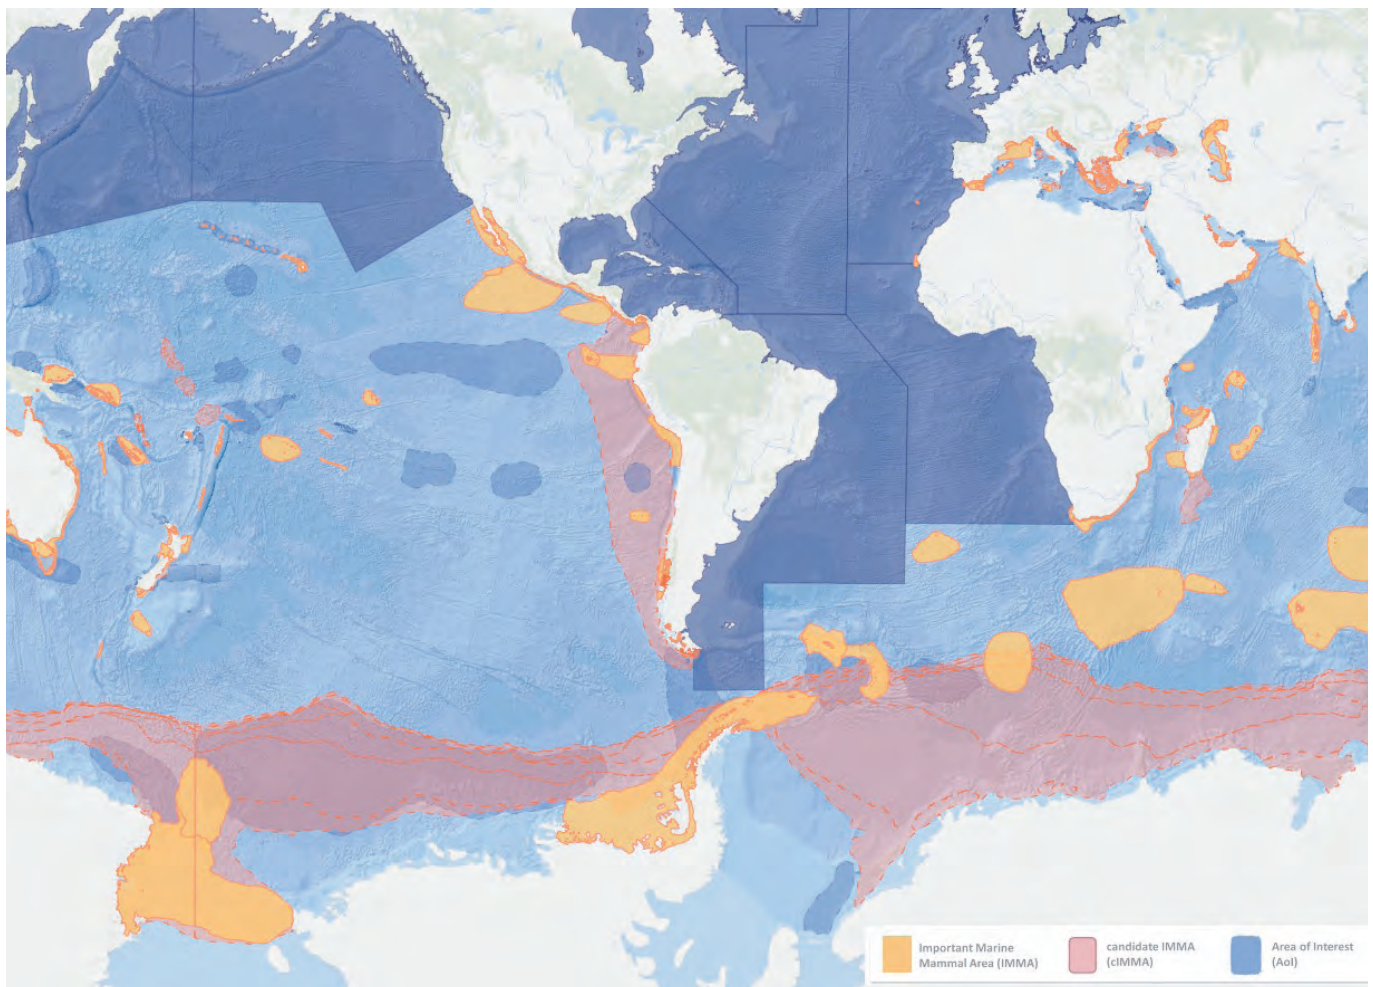 Important Marine
Mammal Area (IMMA)
candidate IMMA
(cIMMA)
Area of Interest
(AoI)